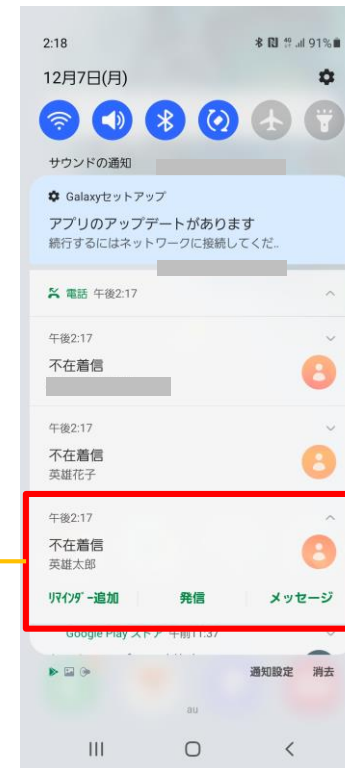 2:18
91%
12月7日(月)
サウンドの通知
Galaxyセットアップ
アプリのアップデートがあります
続行するにはネットワークに接続してくだ..
電話 午後2:17
午後2:17
不在着信
午後2:17
不在着信
英雄花子
午後2:17
不在着信
英雄太郎
ﾘﾏｲﾝﾀﾞｰ追加 発信 メッセージ
Google Play ストア 午前11:37
通知設定 消去
au